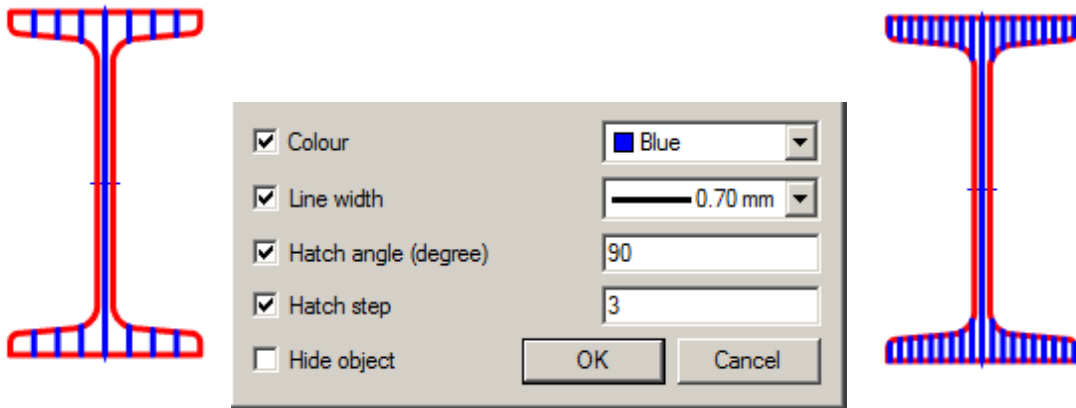 Colour Blue
Line width 0.70 mm
Hatch angle (degree) 90
Hatch step 3
Hide object OK Cancel